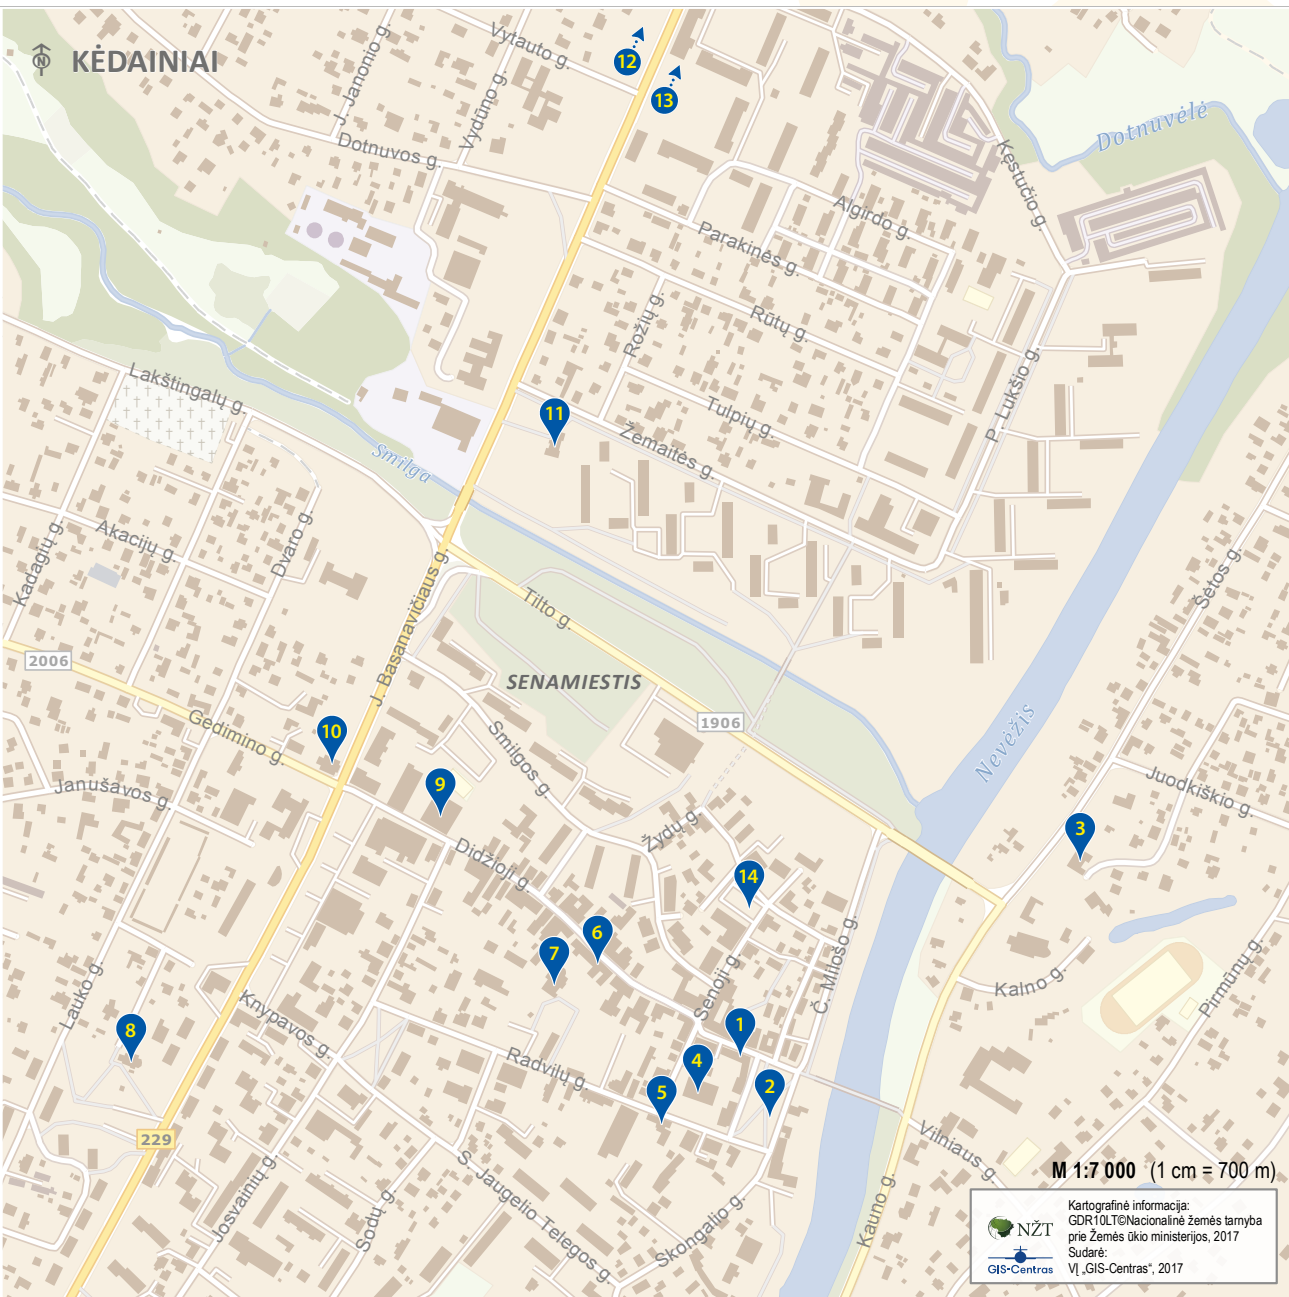 KĖDAINIAI
N
12
13
Vytauto g.
J. Janonio g.
Vydūno g.
Dotnuvos g.
Dotnuvėlė
Kęstučio g.
Algirdo g.
Parakinės g.
Rūtų g.
Rožių g.
Tulpių g.
P. Lukšio g.
Lakštingalų g.
11
Žemaitės g.
Smilga
Akacijų g.
Kadagių g.
Dvaro g.
J. Basanavičiaus g.
Šėtos g.
Tilto g.
2006
SENAMIESTIS
1906
Gedimino g.
10
Smilgos g.
Nevėžis
Janušavos g.
9
Juodkiškio g.
3
Žydų g.
Didžioji g.
14
6
7
Senoji g.
Č. Milošo g.
Kalno g.
Pirmūnų g.
Lauko g.
8
Knypavos g.
1
Radvilų g.
4
5
2
229
Vilniaus g.
Josvainių g.
Sodų g.
S. Jaugelio Telegos g.
Skongalio g.
Kauno g.
M 1:7 000 (1 cm = 700 m)
NŽT
GIS-Centras
Kartografinė informacija:
GDR10LT©Nacionalinė žemės tarnyba
prie Žemės ūkio ministerijos, 2017
Sudarė:
VĮ „GIS-Centras“, 2017